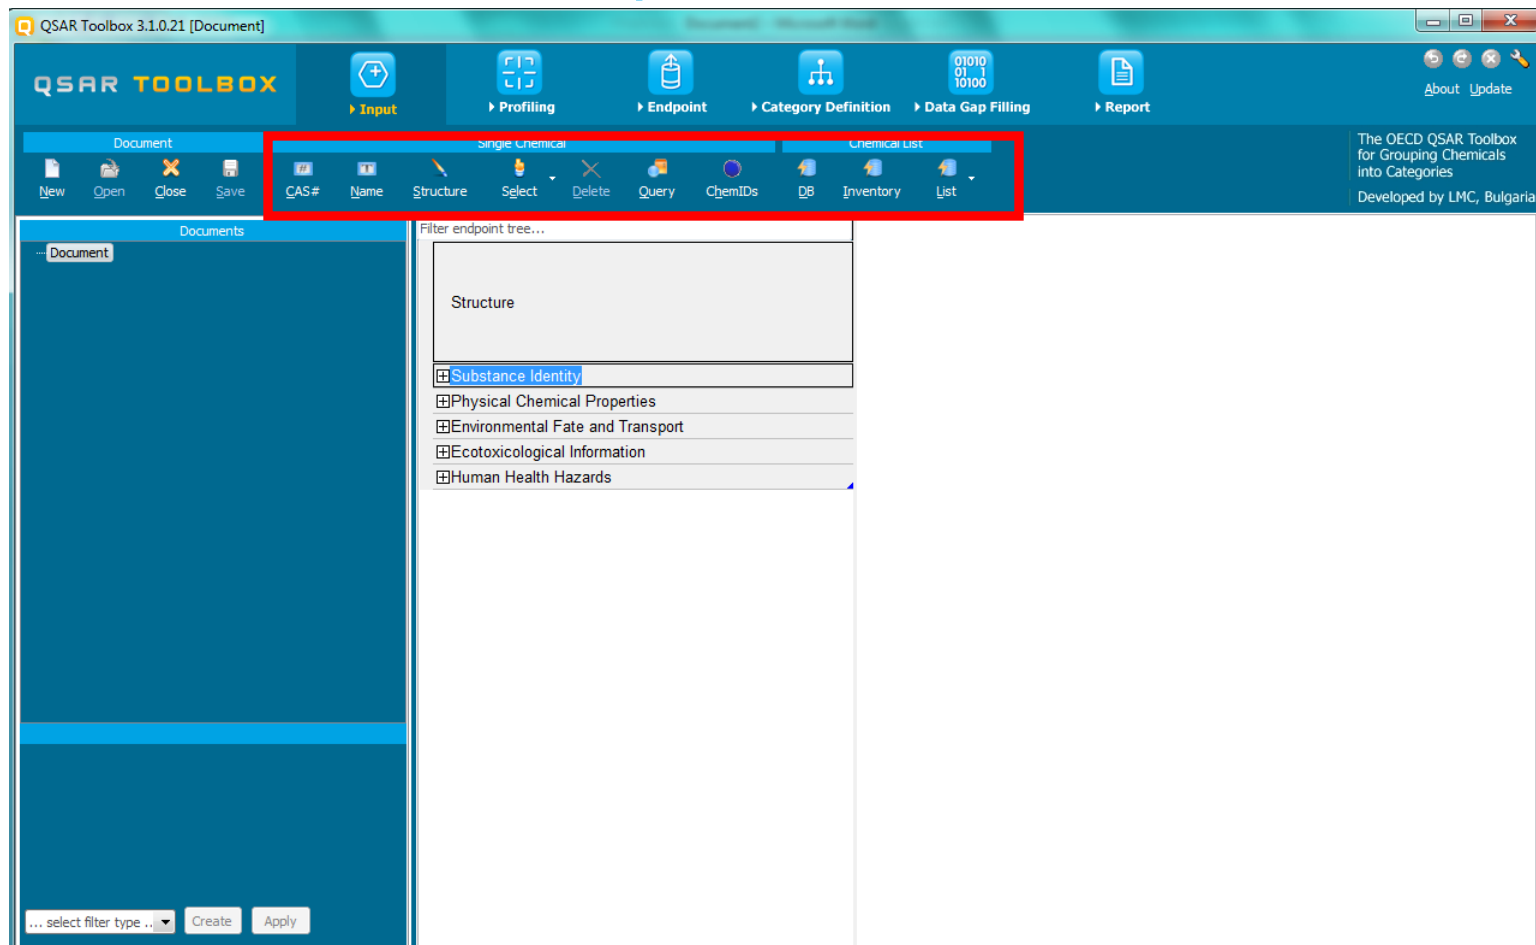 QSAR Toolbox 3.1.0.21 [Document]
QSAR TOOLBOX
Input
Profiling
Endpoint
Category Definition
01010
01 1
10100
Data Gap Filling
Report
About Update
Document
Single Chemical
Chemical List
New Open Close Save
#
CAS# Name Structure Select Delete Query ChemIDs DB Inventory List
The OECD QSAR Toolbox
for Grouping Chemicals
into Categories
Developed by LMC, Bulgaria
Documents
Document
Filter endpoint tree...
Structure
Substance Identity
Physical Chemical Properties
Environmental Fate and Transport
Ecotoxicological Information
Human Health Hazards
... select filter type ..
Create
Apply